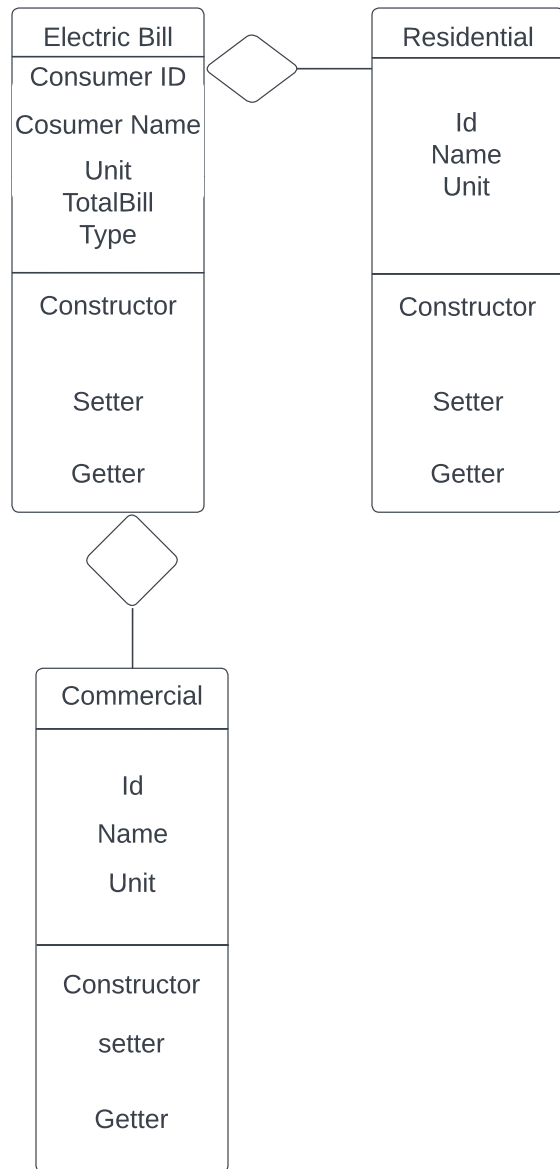 Electric Bill
Consumer ID
Cosumer Name
Unit
TotalBill
Type
Constructor
Setter
Getter
Residential
Id
Name
Unit
Constructor
Setter
Getter
Commercial
Id
Name
Unit
Constructor
setter
Getter